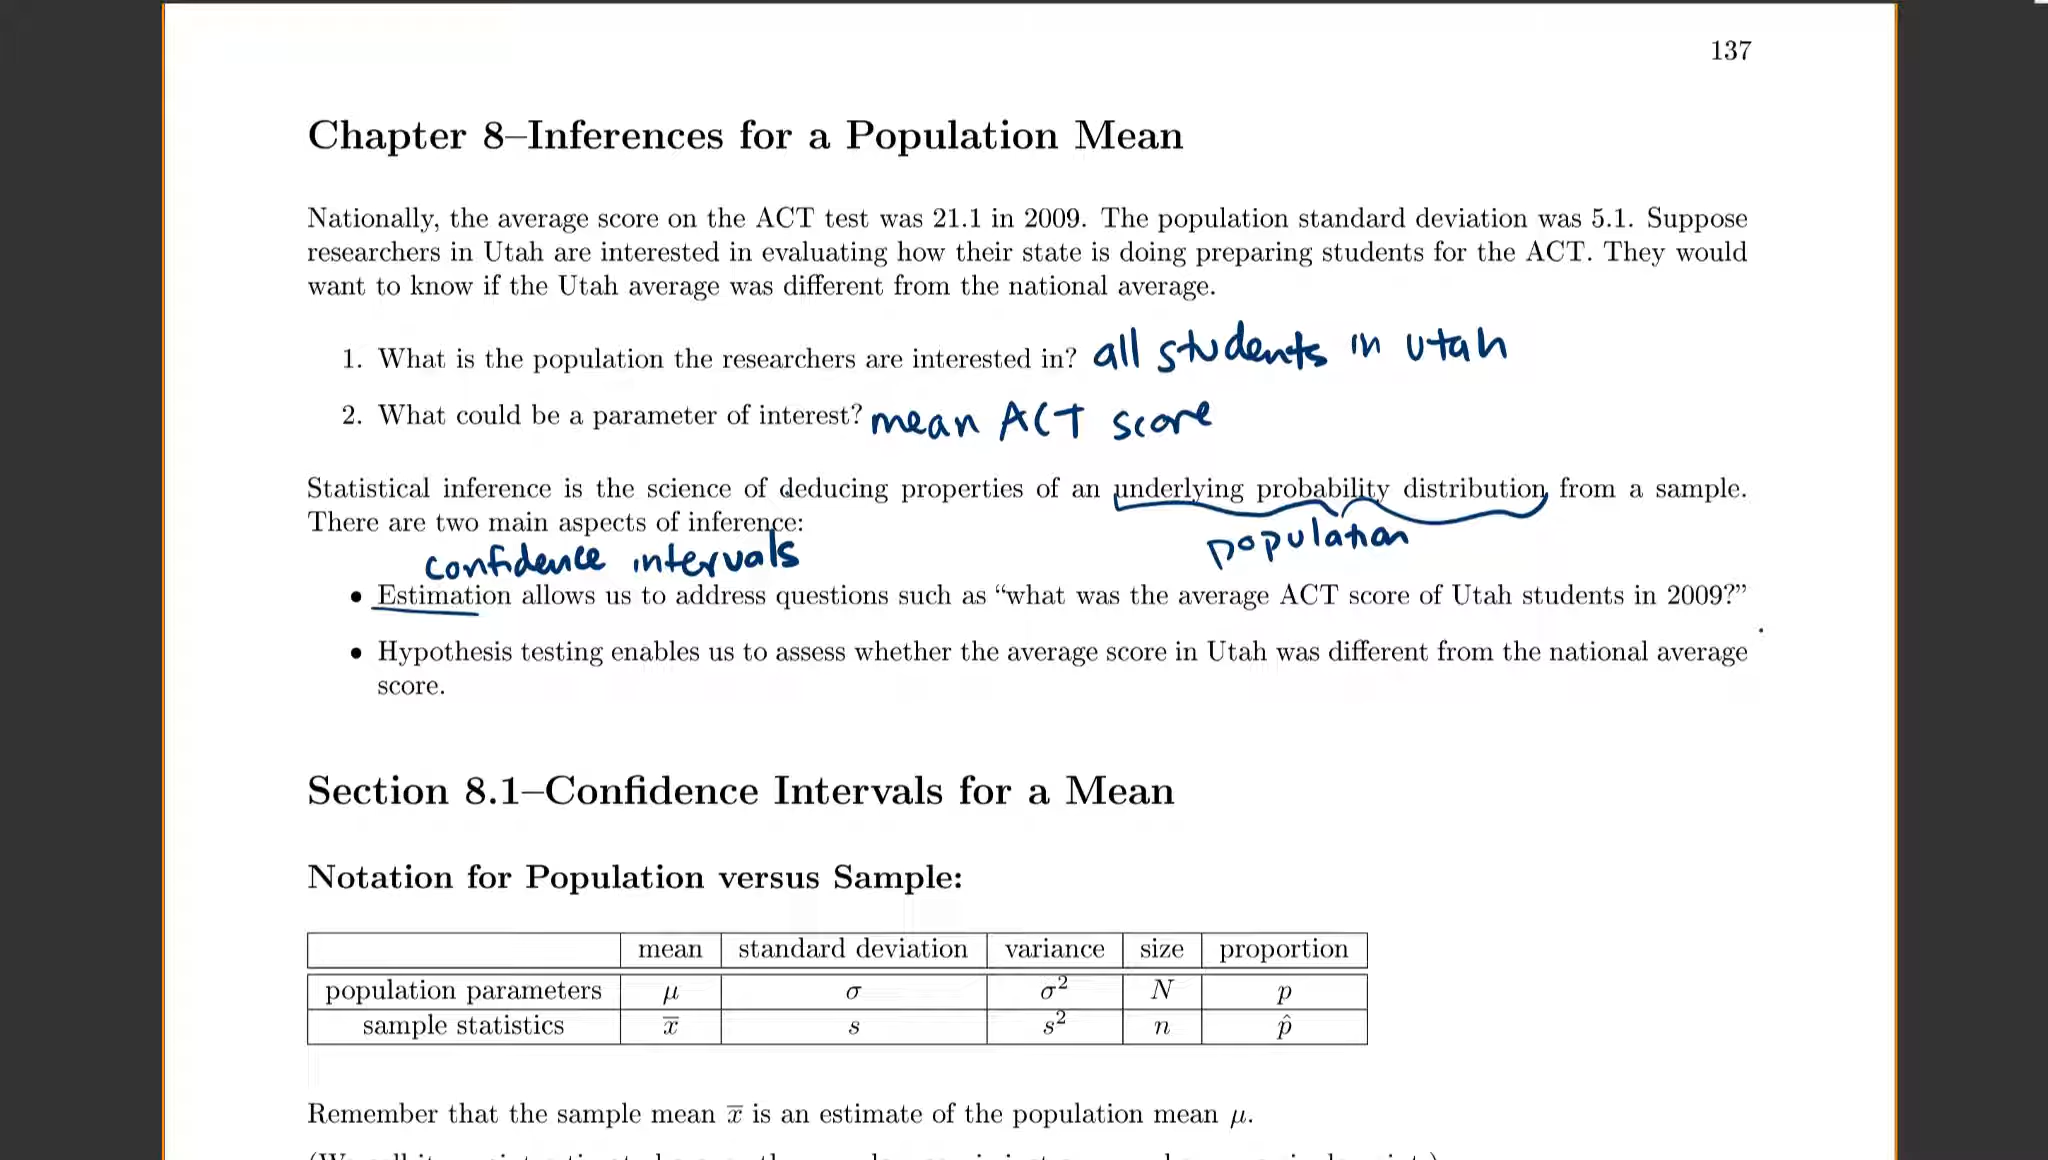 137
Chapter 8–Inferences for a Population Mean
Nationally, the average score on the ACT test was 21.1 in 2009. The population standard deviation was 5.1. Suppose
researchers in Utah are interested in evaluating how their state is doing preparing students for the ACT. They would
want to know if the Utah average was different from the national average.
1. What is the population the researchers are interested in? all students in Utah
2. What could be a parameter of interest? mean ACT score
Statistical inference is the science of deducing properties of an underlying probability distribution from a sample.
There are two main aspects of inference:
population
confidence intervals
• Estimation allows us to address questions such as “what was the average ACT score of Utah students in 2009?”
• Hypothesis testing enables us to assess whether the average score in Utah was different from the national average
score.
Section 8.1–Confidence Intervals for a Mean
Notation for Population versus Sample:
mean standard deviation variance size proportion
population parameters μ σ σ² N p
sample statistics x̅ s s² n p̂
Remember that the sample mean x̅ is an estimate of the population mean μ.